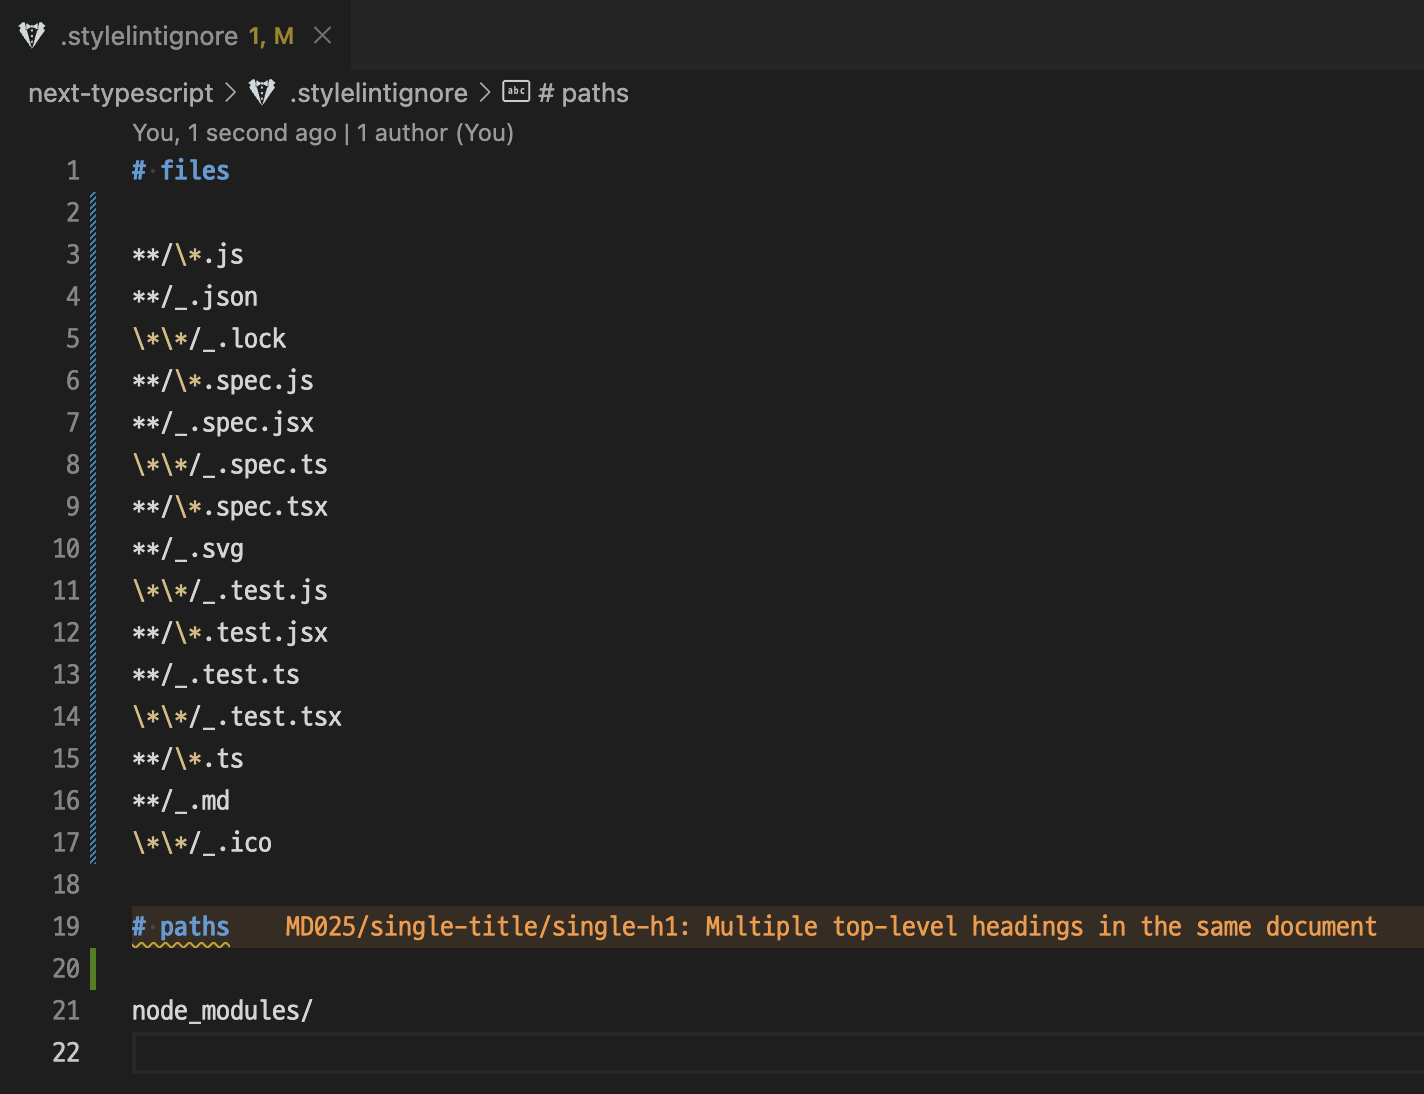 .stylelintignore 1, M
next-typescript > .stylelintignore > abc # paths
You, 1 second ago | 1 author (You)
1 # files
2
3 **/\*.js
4 **/_.json
5 \*\*/_.lock
6 **/\*.spec.js
7 **/_.spec.jsx
8 \*\*/_.spec.ts
9 **/\*.spec.tsx
10 **/_.svg
11 \*\*/_.test.js
12 **/\*.test.jsx
13 **/_.test.ts
14 \*\*/_.test.tsx
15 **/\*.ts
16 **/_.md
17 \*\*/_.ico
18
19 # paths MD025/single-title/single-h1: Multiple top-level headings in the same document
20
21 node_modules/
22